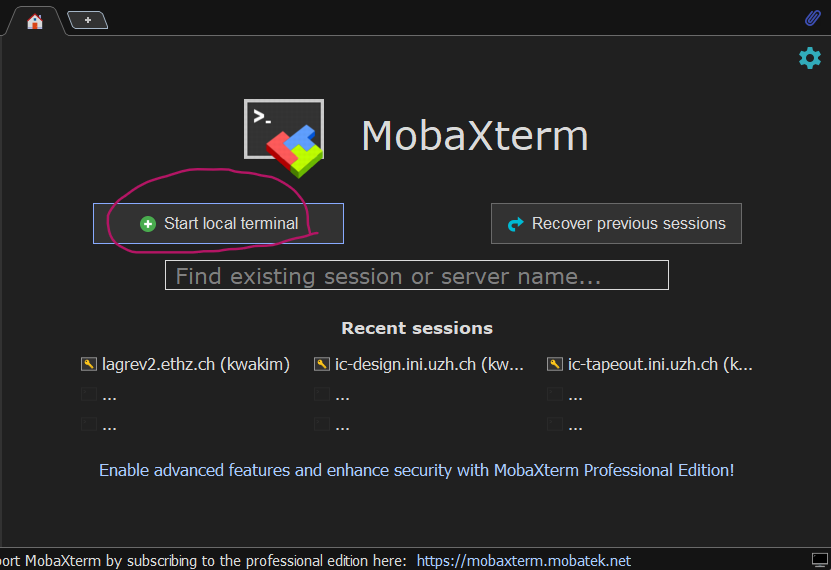 >_
MobaXterm
Start local terminal
Recover previous sessions
Find existing session or server name...
Recent sessions
lagrev2.ethz.ch (kwakim) ic-design.ini.uzh.ch (kw... ic-tapeout.ini.uzh.ch (k...
... ... ...
... ... ...
Enable advanced features and enhance security with MobaXterm Professional Edition!
port MobaXterm by subscribing to the professional edition here: https://mobaxterm.mobatek.net